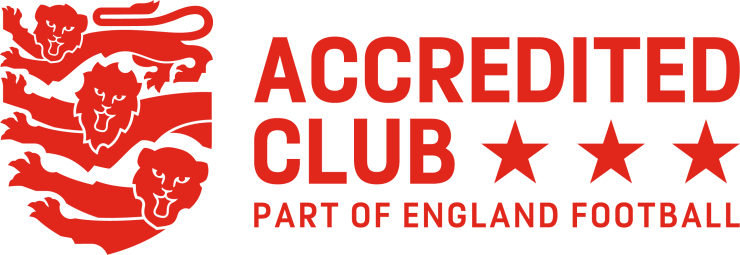 ACCREDITED
CLUB ★ ★ ★
PART OF ENGLAND FOOTBALL